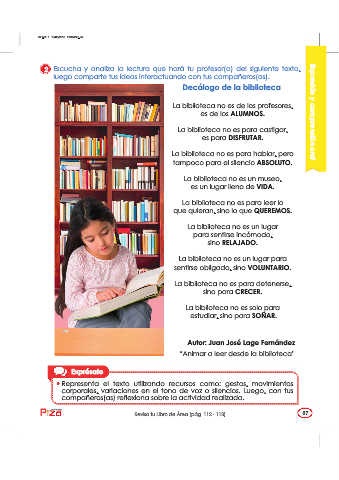 2 Escucha y analiza la lectura que hará tu profesor(a) del siguiente texto,
luego comparte tus ideas interactuando con tus compañeros(as).
Decálogo de la biblioteca
La biblioteca no es de los profesores,
es de los ALUMNOS.
La biblioteca no es para castigar,
es para DISFRUTAR.
La biblioteca no es para hablar, pero
tampoco para el silencio ABSOLUTO.
La biblioteca no es un museo,
es un lugar lleno de VIDA.
La biblioteca no es para leer lo
que quieran, sino lo que QUEREMOS.
La biblioteca no es un lugar
para sentirse incómodo,
sino RELAJADO.
La biblioteca no es un lugar para
sentirse obligado, sino VOLUNTARIO.
La biblioteca no es para detenerse,
sino para CRECER.
La biblioteca no es solo para
estudiar, sino para SOÑAR.
Autor: Juan José Lage Fernández
"Animar a leer desde la biblioteca"
Exprésate
• Representa el texto utilizando recursos como: gestos, movimientos
corporales, variaciones en el tono de voz o silencios. Luego, con tus
compañeros(as) reflexiona sobre la actividad realizada.
Revisa tu Libro de Área (pág. 112 - 113)
87